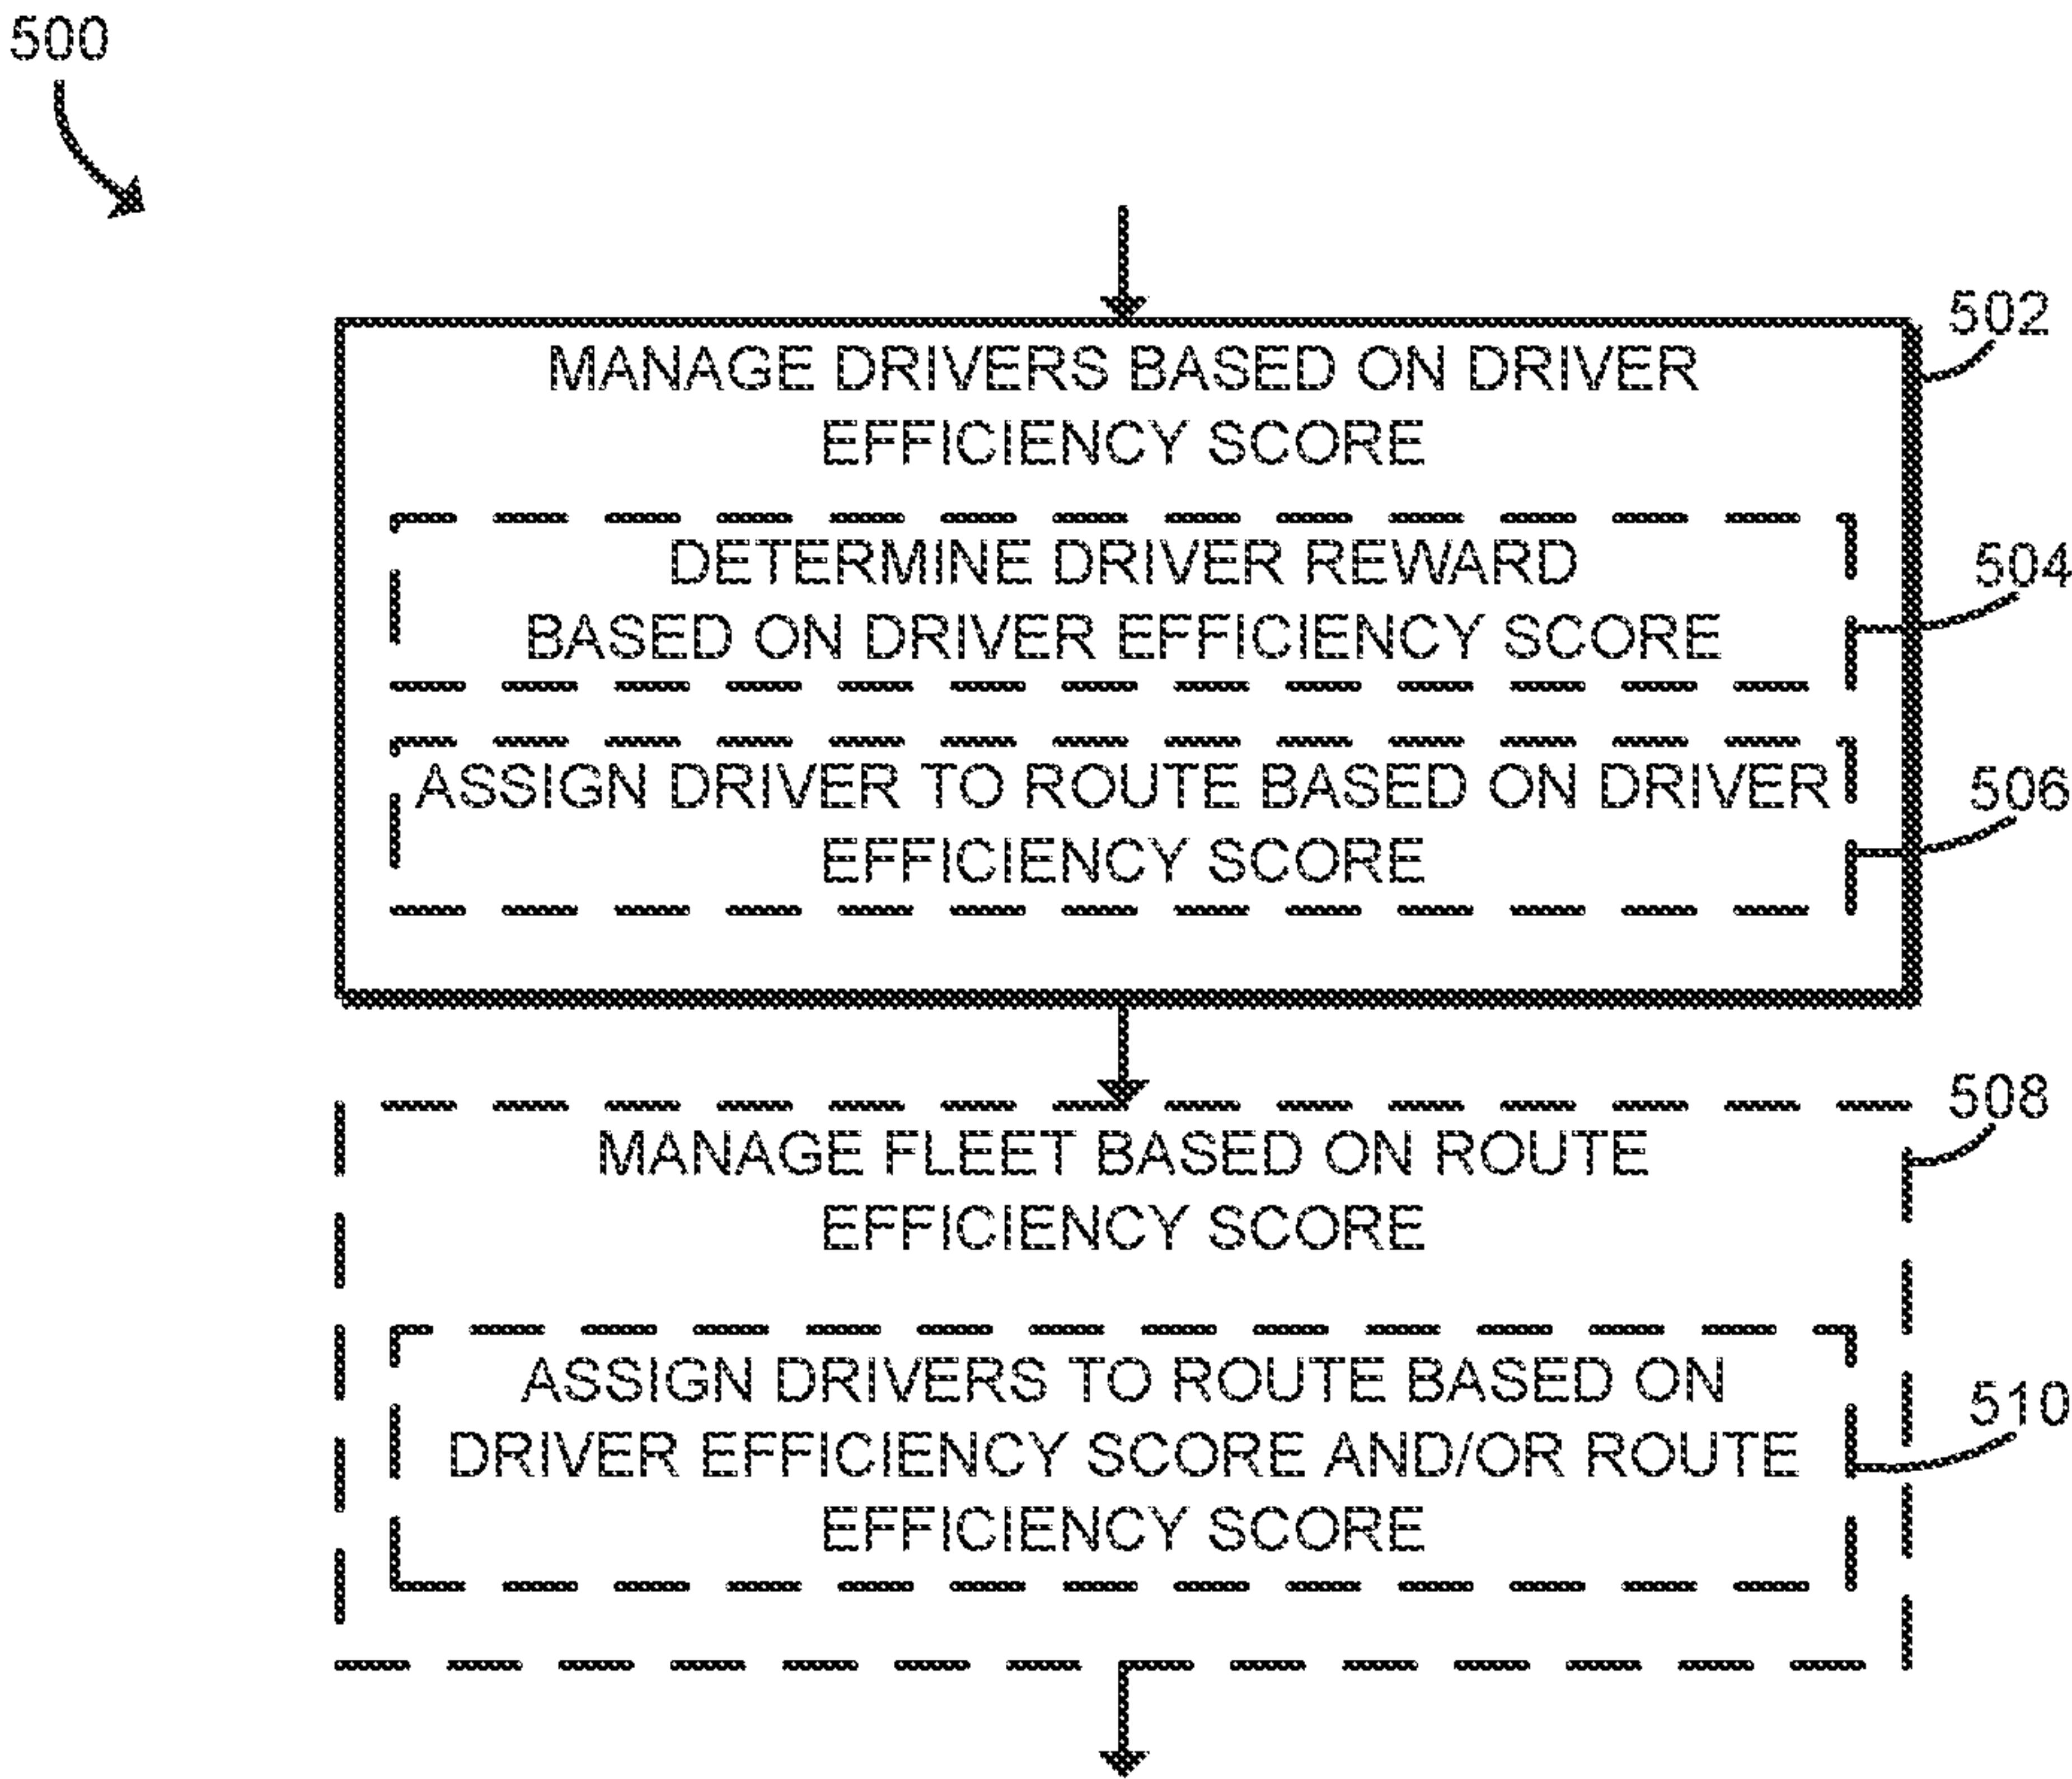 500
502
MANAGE DRIVERS BASED ON DRIVER
EFFICIENCY SCORE
504
DETERMINE DRIVER REWARD
BASED ON DRIVER EFFICIENCY SCORE
506
ASSIGN DRIVER TO ROUTE BASED ON DRIVER
EFFICIENCY SCORE
508
MANAGE FLEET BASED ON ROUTE
EFFICIENCY SCORE
510
ASSIGN DRIVERS TO ROUTE BASED ON
DRIVER EFFICIENCY SCORE AND/OR ROUTE
EFFICIENCY SCORE